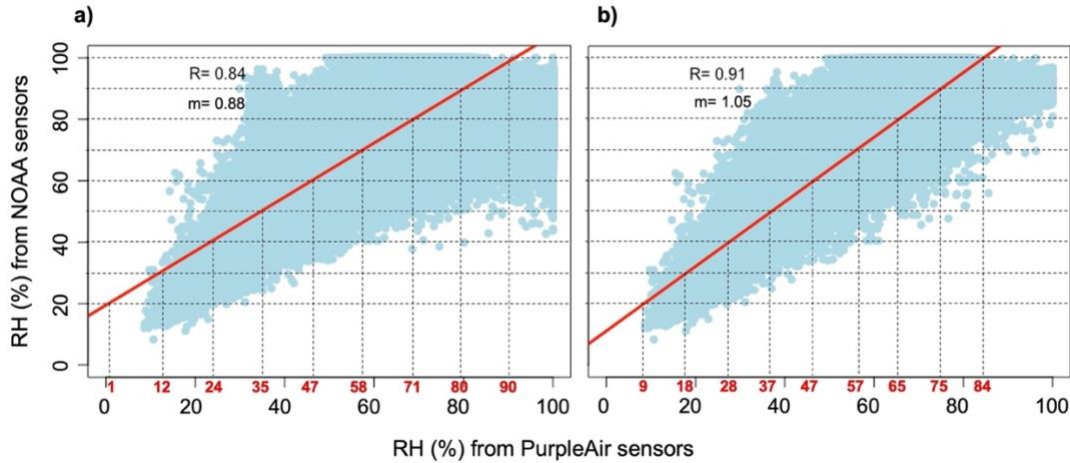 a)
b)
RH (%) from NOAA sensors
100
80
60
40
20
0
R= 0.84
m= 0.88
R= 0.91
m= 1.05
1 12 24 35 47 58 71 80 90
9 18 28 37 47 57 65 75 84
0 20 40 60 80 100
0 20 40 60 80 100
RH (%) from PurpleAir sensors